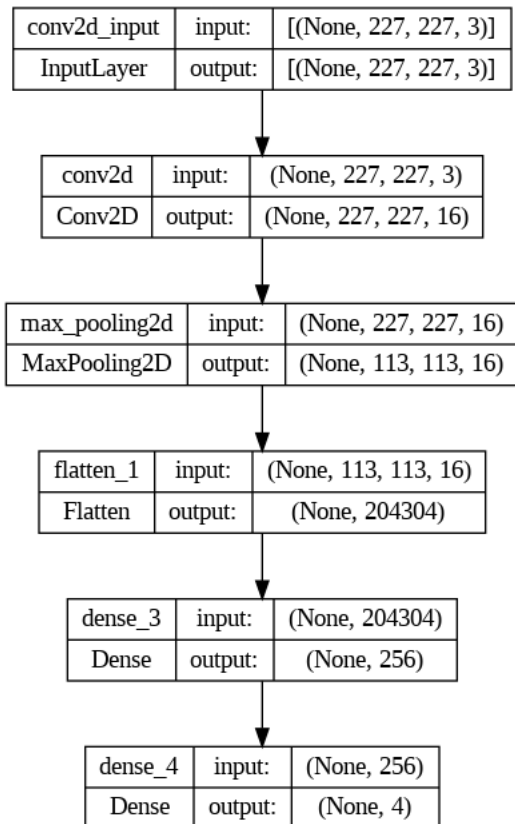 conv2d_input input: [(None, 227, 227, 3)]
InputLayer output: [(None, 227, 227, 3)]
conv2d input: (None, 227, 227, 3)
Conv2D output: (None, 227, 227, 16)
max_pooling2d input: (None, 227, 227, 16)
MaxPooling2D output: (None, 113, 113, 16)
flatten_1 input: (None, 113, 113, 16)
Flatten output: (None, 204304)
dense_3 input: (None, 204304)
Dense output: (None, 256)
dense_4 input: (None, 256)
Dense output: (None, 4)